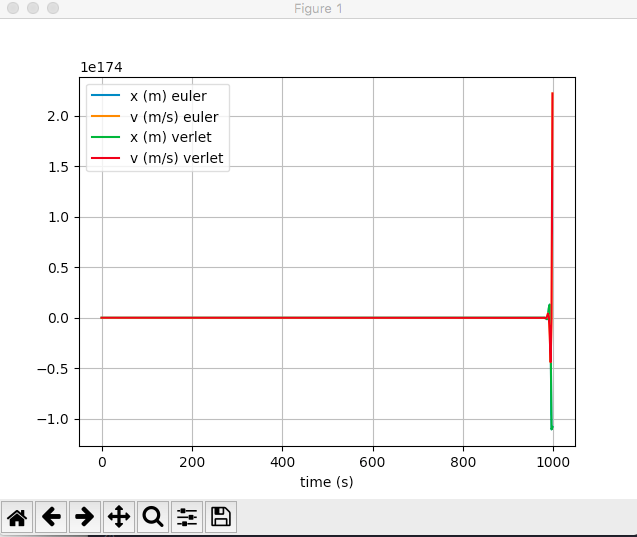 Figure 1
1e174
x (m) euler
v (m/s) euler
x (m) verlet
v (m/s) verlet
2.0
1.5
1.0
0.5
0.0
−0.5
−1.0
0 200 400 600 800 1000
time (s)